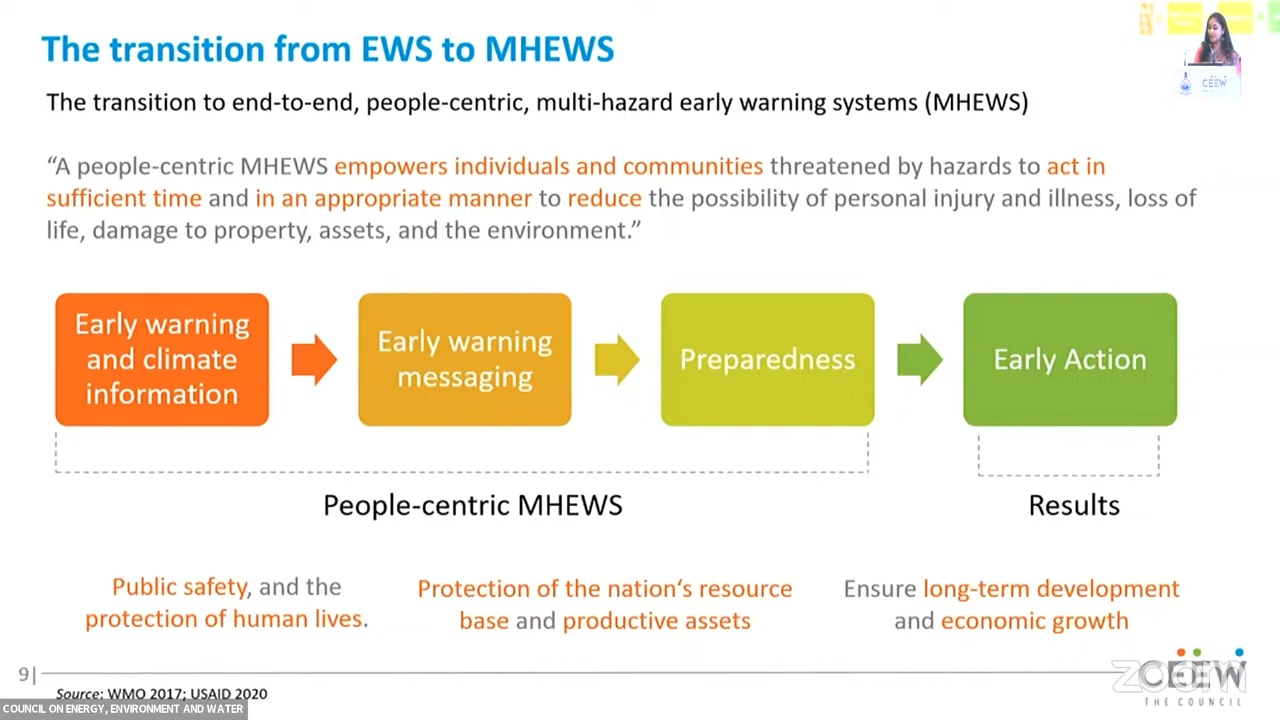 The transition from EWS to MHEWS
CEEW
The transition to end-to-end, people-centric, multi-hazard early warning systems (MHEWS)
“A people-centric MHEWS empowers individuals and communities threatened by hazards to act in
sufficient time and in an appropriate manner to reduce the possibility of personal injury and illness, loss of
life, damage to property, assets, and the environment.”
Early warning
and climate
information
Early warning
messaging
Preparedness
Early Action
People-centric MHEWS
Results
Public safety, and the
protection of human lives.
Protection of the nation‘s resource
base and productive assets
Ensure long-term development
and economic growth
9|
CEEW
zoom
THE COUNCIL
Source: WMO 2017; USAID 2020
COUNCIL ON ENERGY, ENVIRONMENT AND WATER